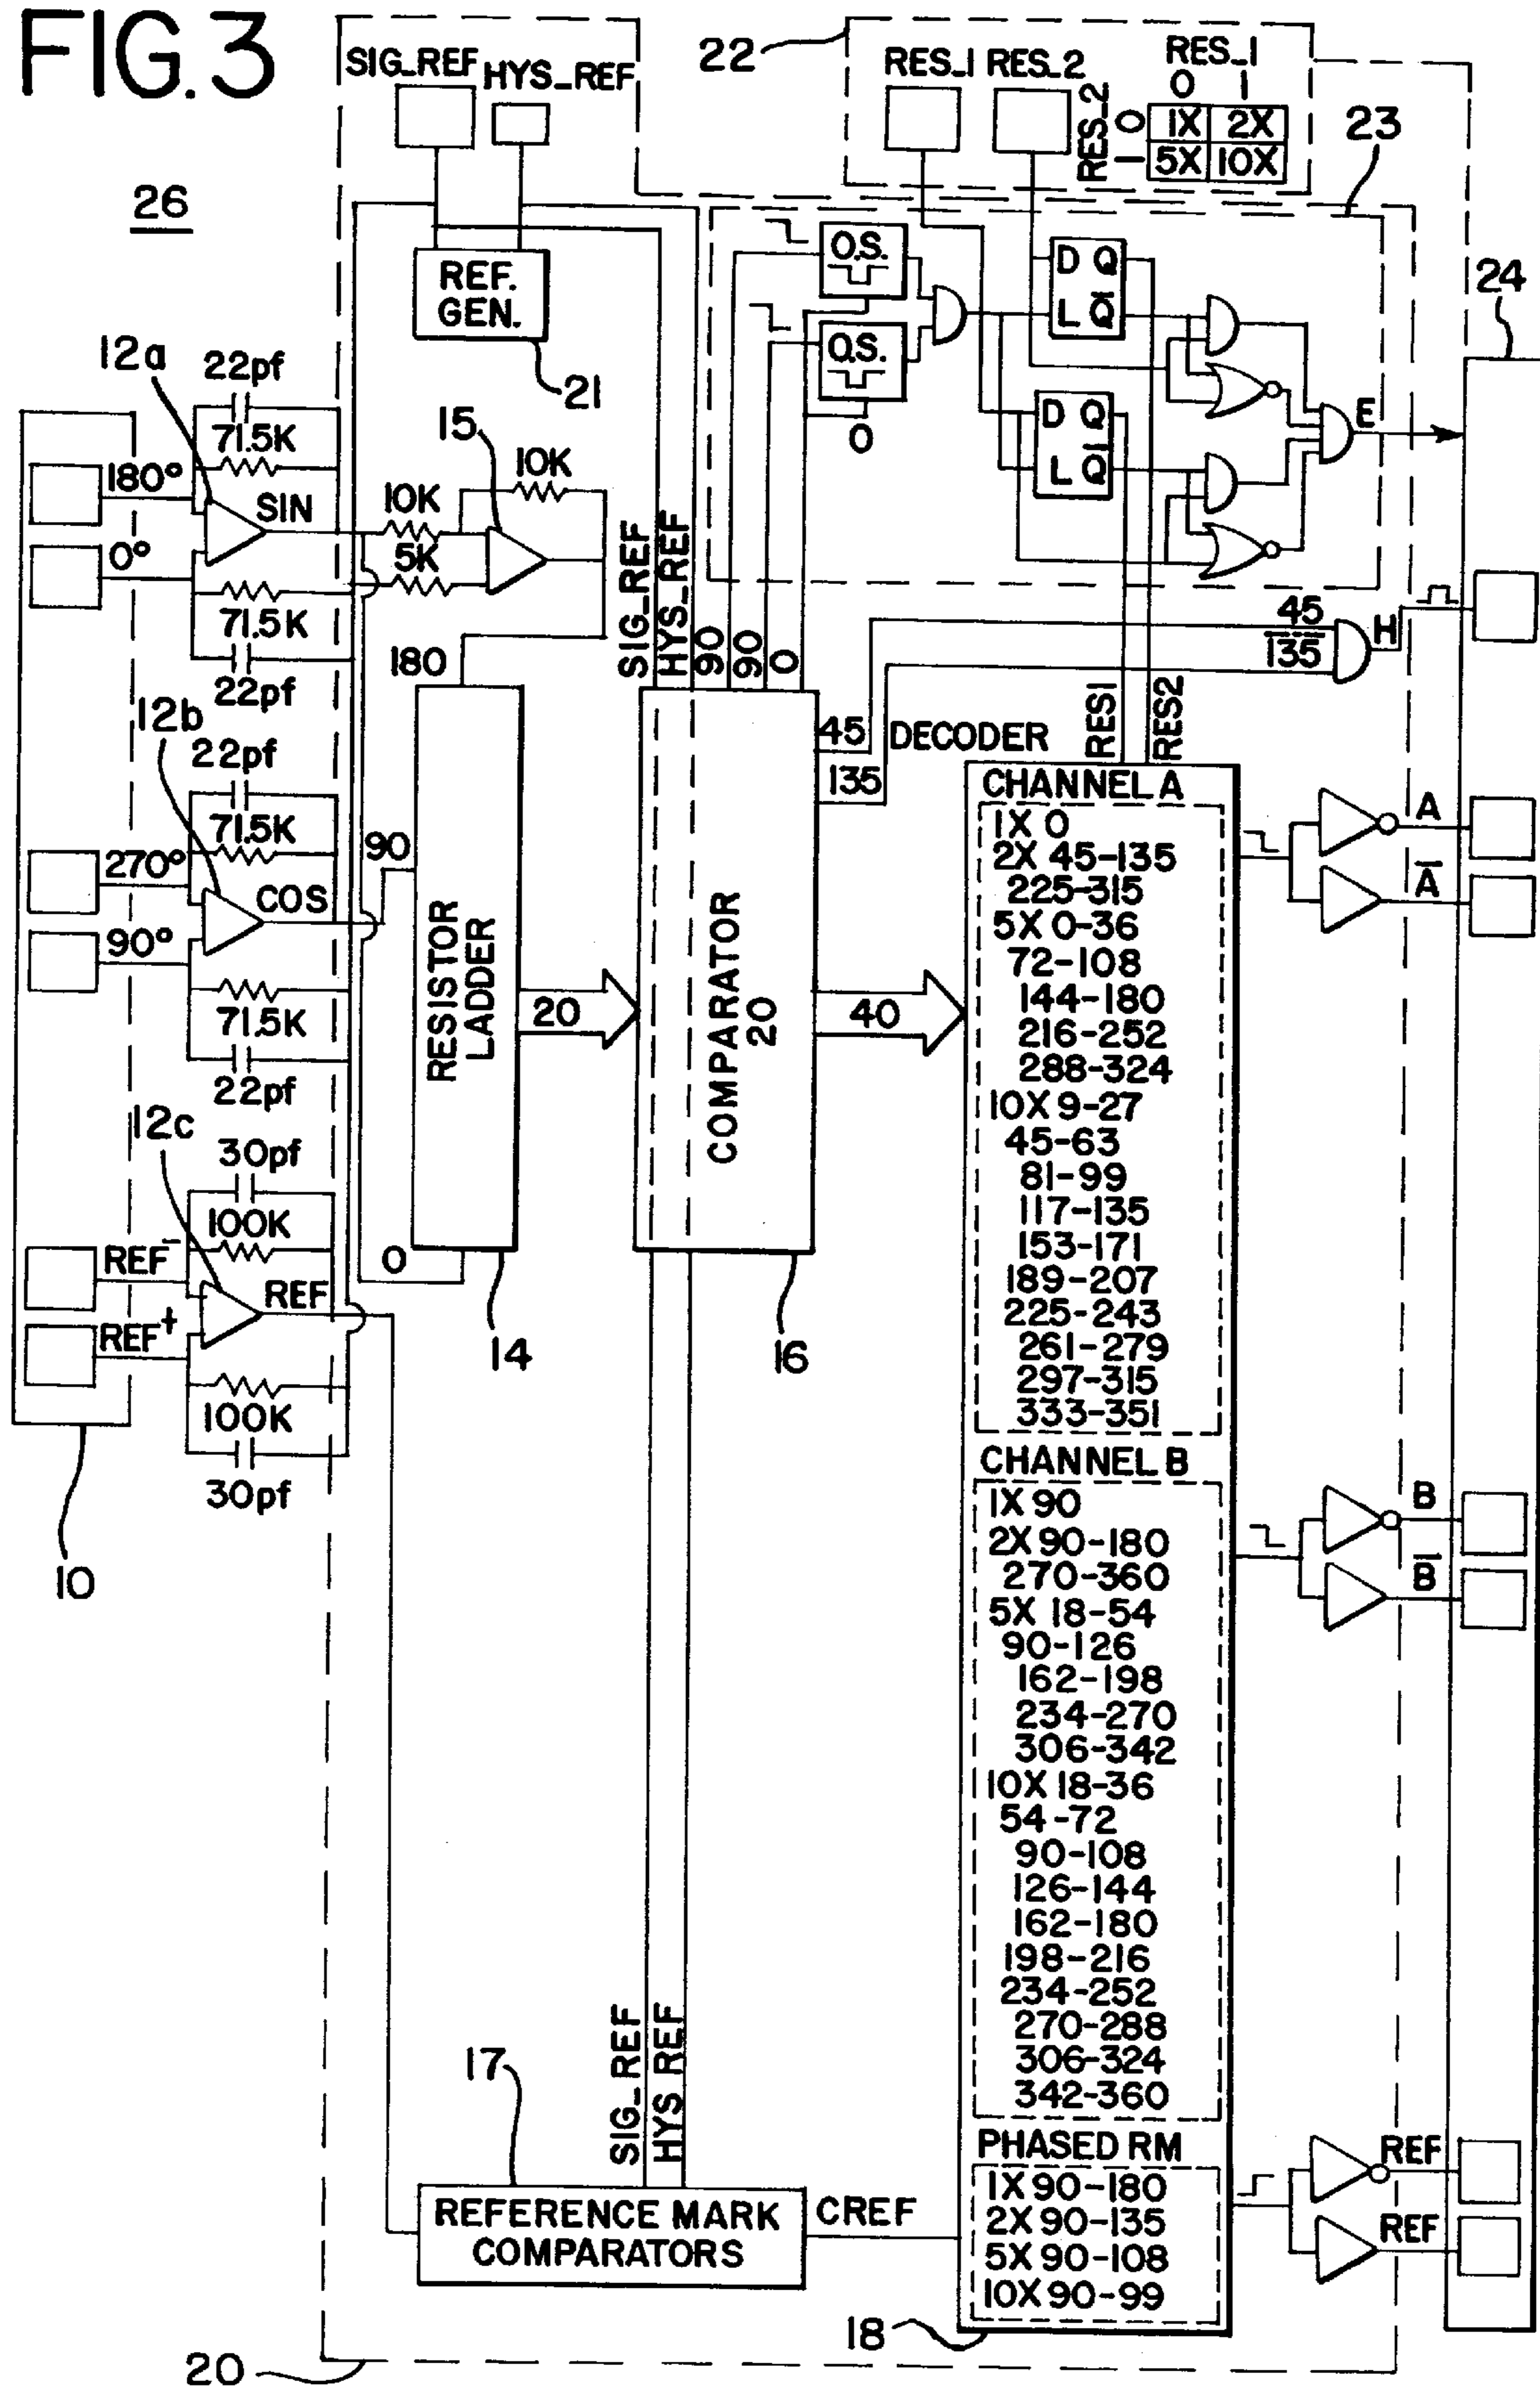 FIG. 3
26
SIG_REF
HYS_REF
22
RES_1
RES_2
RES_1
0
1
RES_2
0
1X
2X
1
5X
10X
23
24
REF.
GEN.
21
O.S.
O.S.
0
D Q
L Q̅
D Q
L Q̅
E
12a
22pf
71.5K
180°
0°
SIN
71.5K
22pf
15
10K
10K
5K
180
SIG_REF
HYS_REF
90
90
0
45
135
45
1̅3̅5̅
H
RES1
RES2
12b
22pf
71.5K
270°
90°
COS
71.5K
22pf
90
RESISTOR
LADDER
20
COMPARATOR
20
40
DECODER
CHANNEL A
1X 0
2X 45-135
225-315
5X 0-36
72-108
144-180
216-252
288-324
10X 9-27
45-63
81-99
117-135
153-171
189-207
225-243
261-279
297-315
333-351
A
A̅
12c
30pf
100K
REF-
REF+
REF
100K
30pf
0
14
16
10
CHANNEL B
1X 90
2X 90-180
270-360
5X 18-54
90-126
162-198
234-270
306-342
10X 18-36
54-72
90-108
126-144
162-180
198-216
234-252
270-288
306-324
342-360
B
B̅
SIG_REF
HYS REF
17
REFERENCE MARK
COMPARATORS
CREF
PHASED RM
1X 90-180
2X 90-135
5X 90-108
10X 90-99
REF
REF
18
20